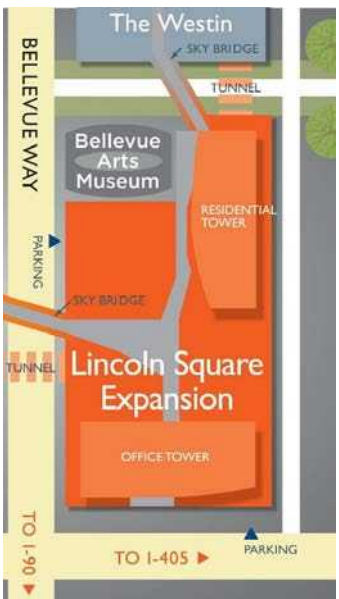 The Westin
SKY BRIDGE
TUNNEL
BELLEVUE WAY
Bellevue
Arts
Museum
RESIDENTIAL
TOWER
PARKING
SKY BRIDGE
TUNNEL
Lincoln Square
Expansion
OFFICE TOWER
TO I-90 ▶
TO I-405 ▶
PARKING